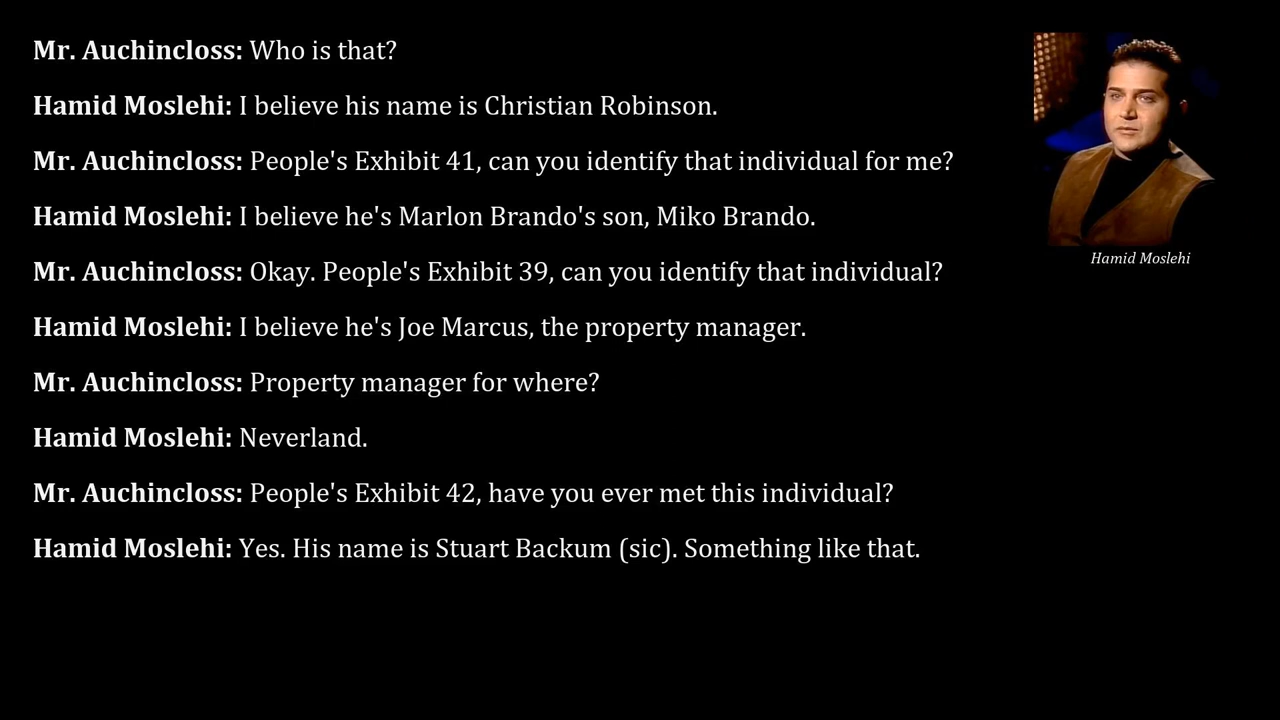 Mr. Auchincloss: Who is that?
Hamid Moslehi: I believe his name is Christian Robinson.
Mr. Auchincloss: People's Exhibit 41, can you identify that individual for me?
Hamid Moslehi: I believe he's Marlon Brando's son, Miko Brando.
Mr. Auchincloss: Okay. People's Exhibit 39, can you identify that individual?
Hamid Moslehi: I believe he's Joe Marcus, the property manager.
Mr. Auchincloss: Property manager for where?
Hamid Moslehi: Neverland.
Mr. Auchincloss: People's Exhibit 42, have you ever met this individual?
Hamid Moslehi: Yes. His name is Stuart Backum (sic). Something like that.
Hamid Moslehi